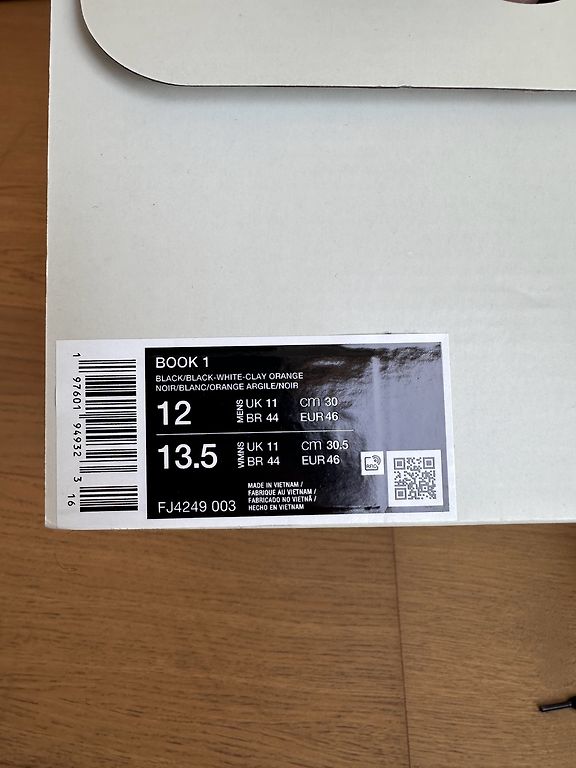 BOOK 1
BLACK/BLACK-WHITE-CLAY ORANGE
NOIR/BLANC/ORANGE ARGILE/NOIR
12 MENS UK 11 cm 30
BR 44 EUR 46
13.5 WMNS UK 11 cm 30.5
BR 44 EUR 46
FJ4249 003
MADE IN VIETNAM /
FABRIQUÉ AU VIETNAM /
FABRICADO NO VIETNÃ /
HECHO EN VIETNAM
1 97601 94932 3 16